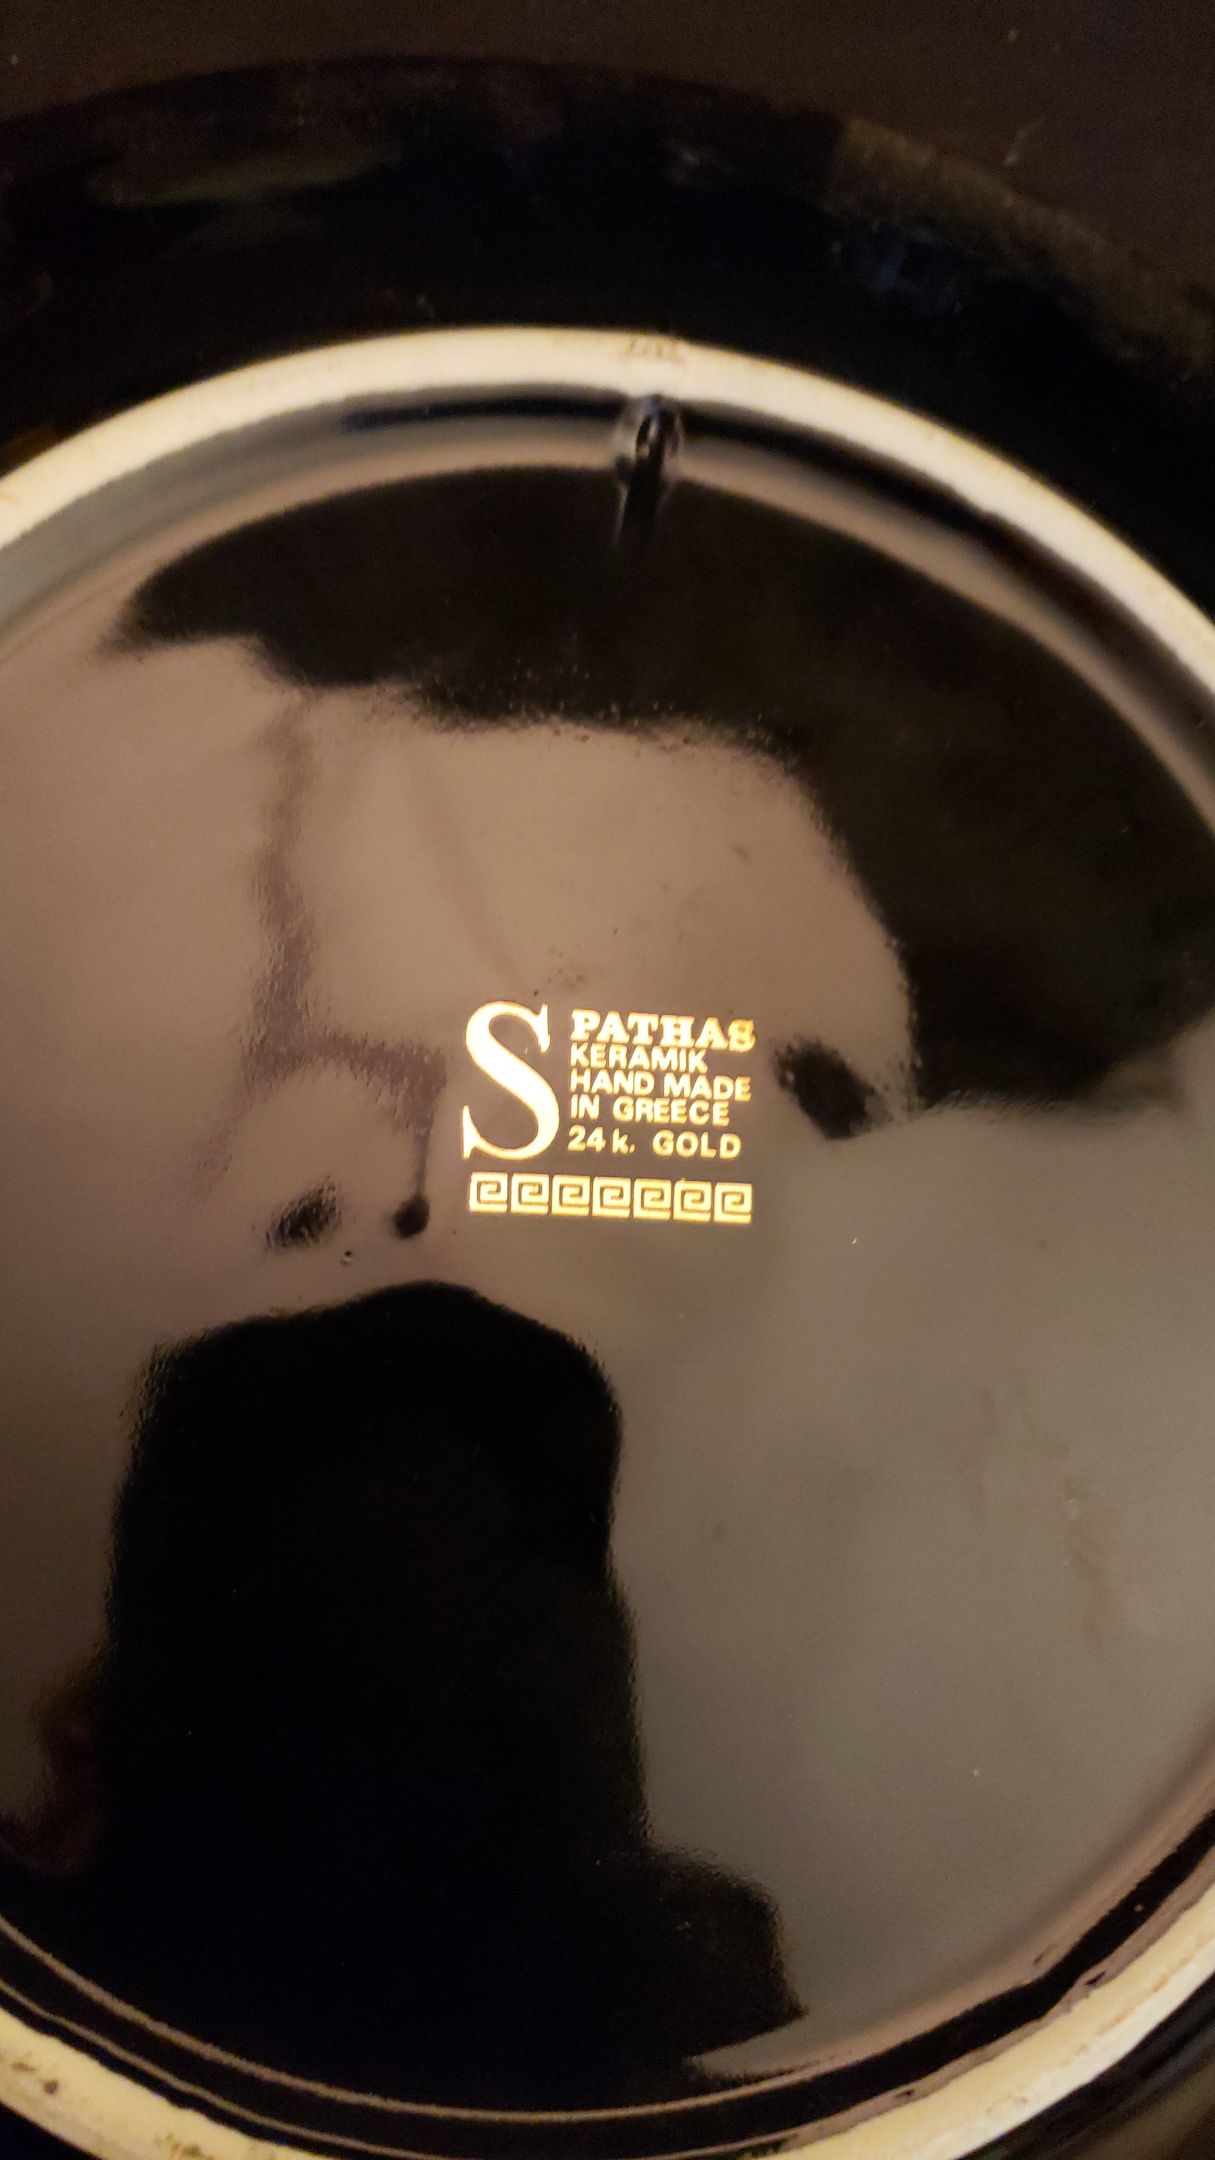 SPATHAS
KERAMIK
HAND MADE
IN GREECE
24 k. GOLD